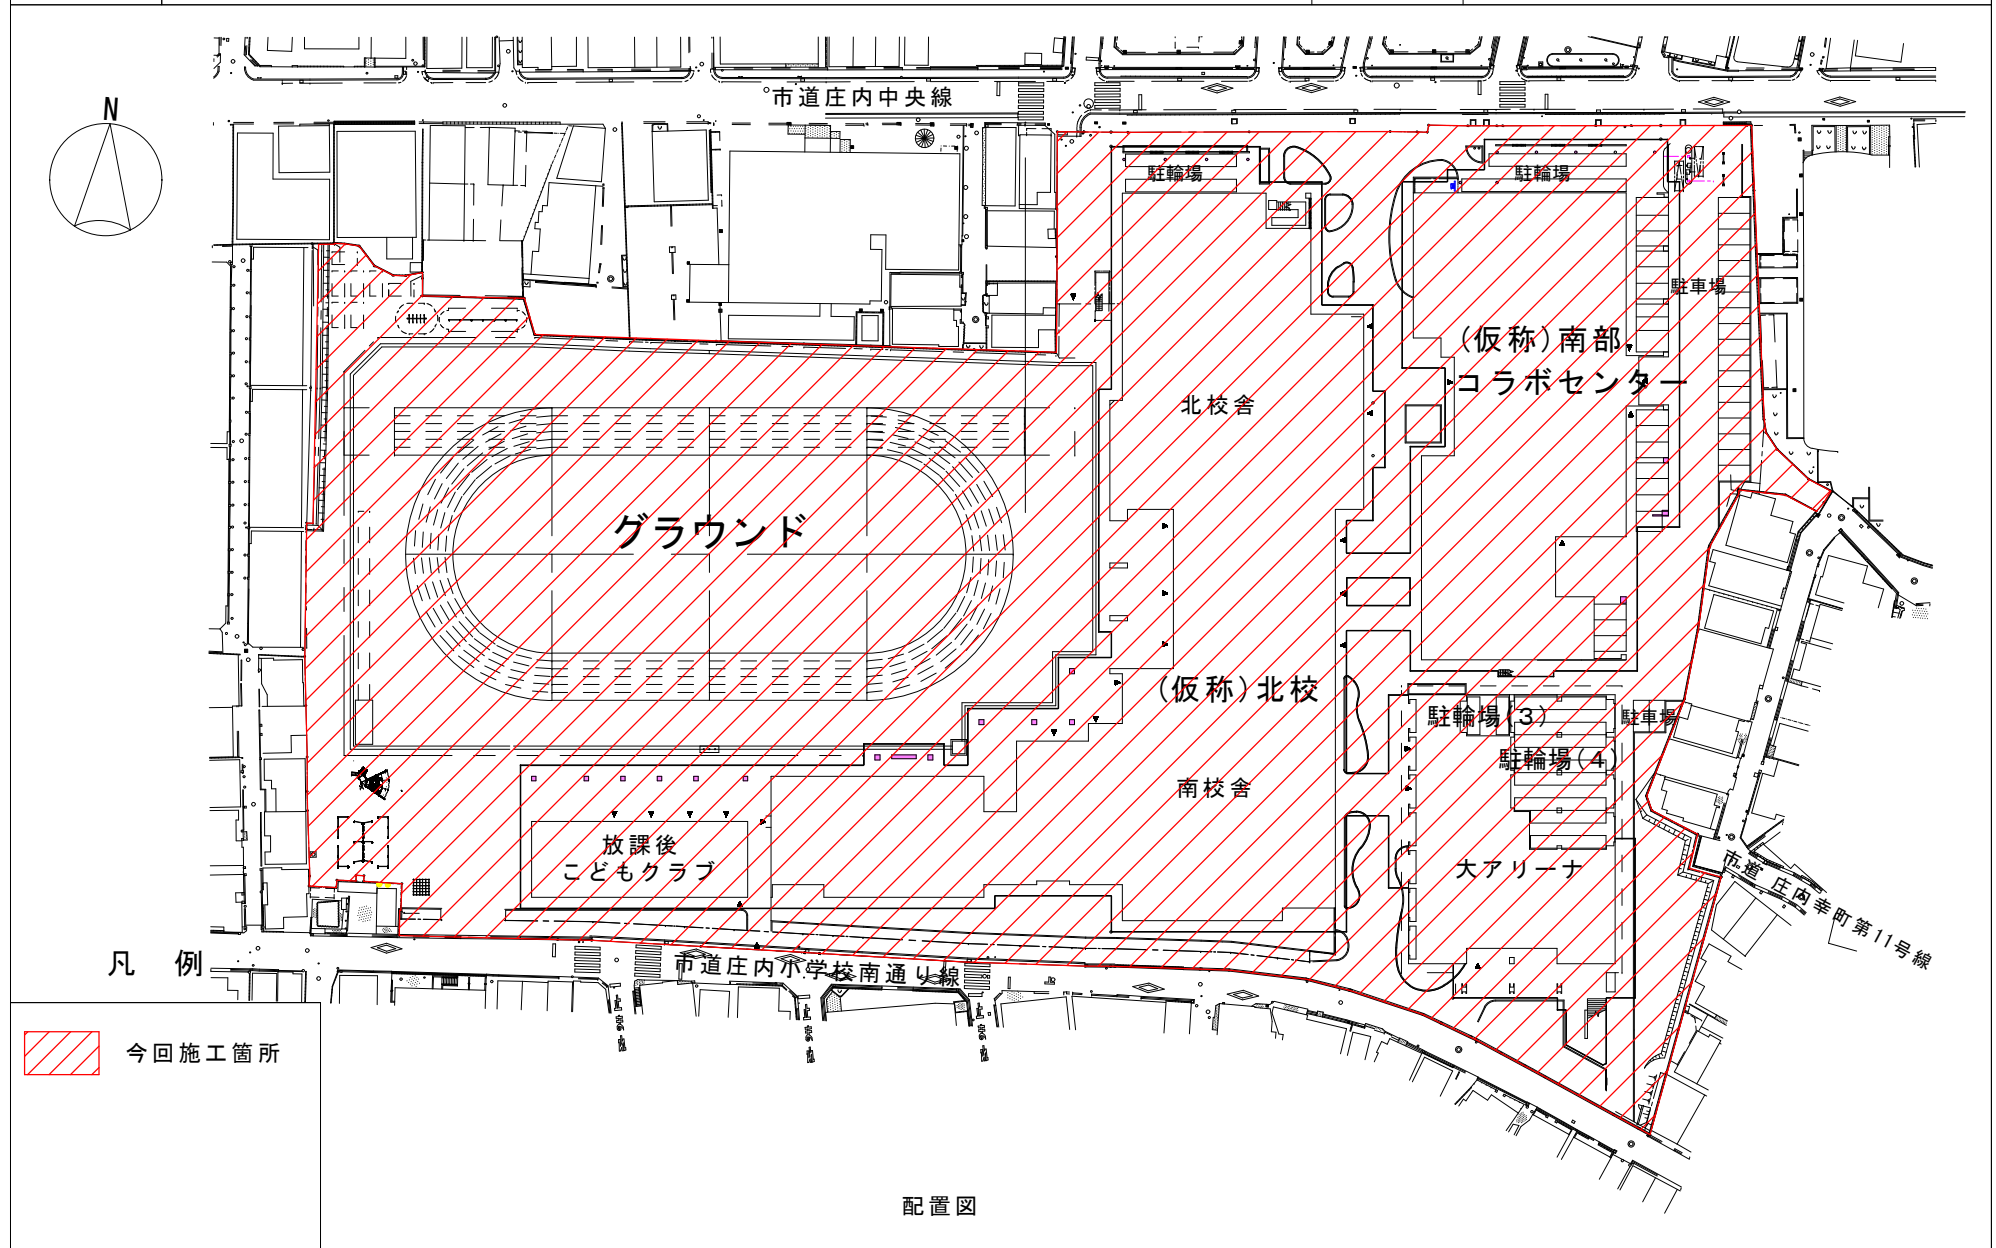 市道庄内中央線
N
駐輪場
駐輪場
駐車場
(仮称)南部
コラボセンター
北校舎
グラウンド
(仮称)北校
駐輪場(3)
駐車場
駐輪場(4)
南校舎
放課後
こどもクラブ
大アリーナ
市道 庄内幸町第11号線
市道庄内小学校南通り線
凡 例
今回施工箇所
配置図